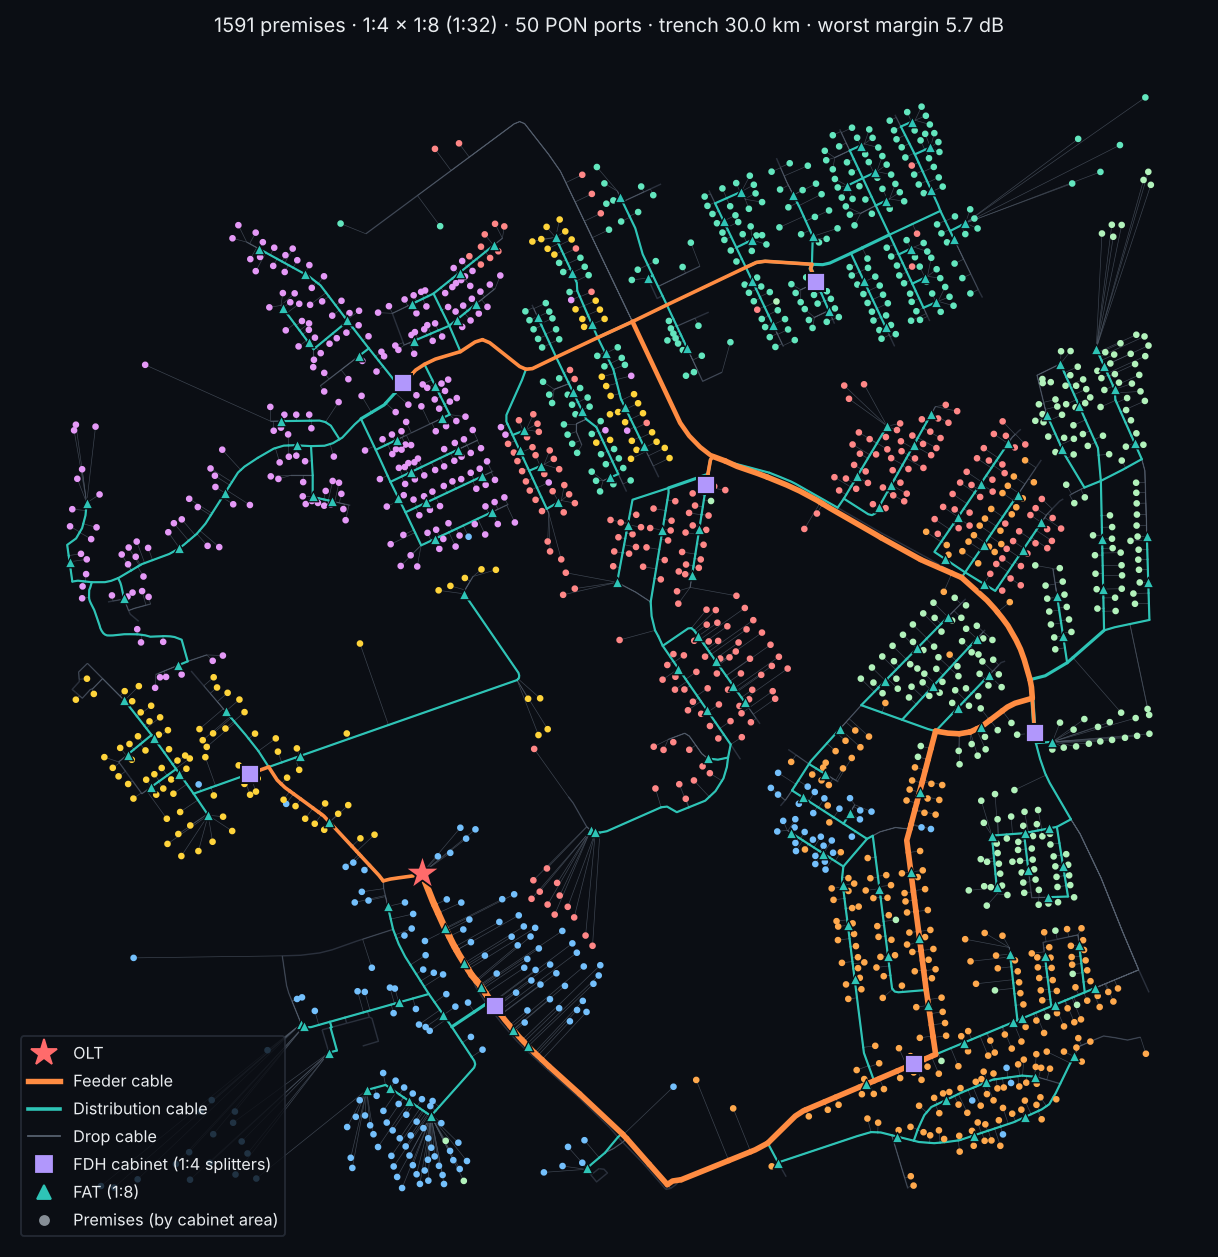 1591 premises · 1:4 × 1:8 (1:32) · 50 PON ports · trench 30.0 km · worst margin 5.7 dB
OLT
Feeder cable
Distribution cable
Drop cable
FDH cabinet (1:4 splitters)
FAT (1:8)
Premises (by cabinet area)